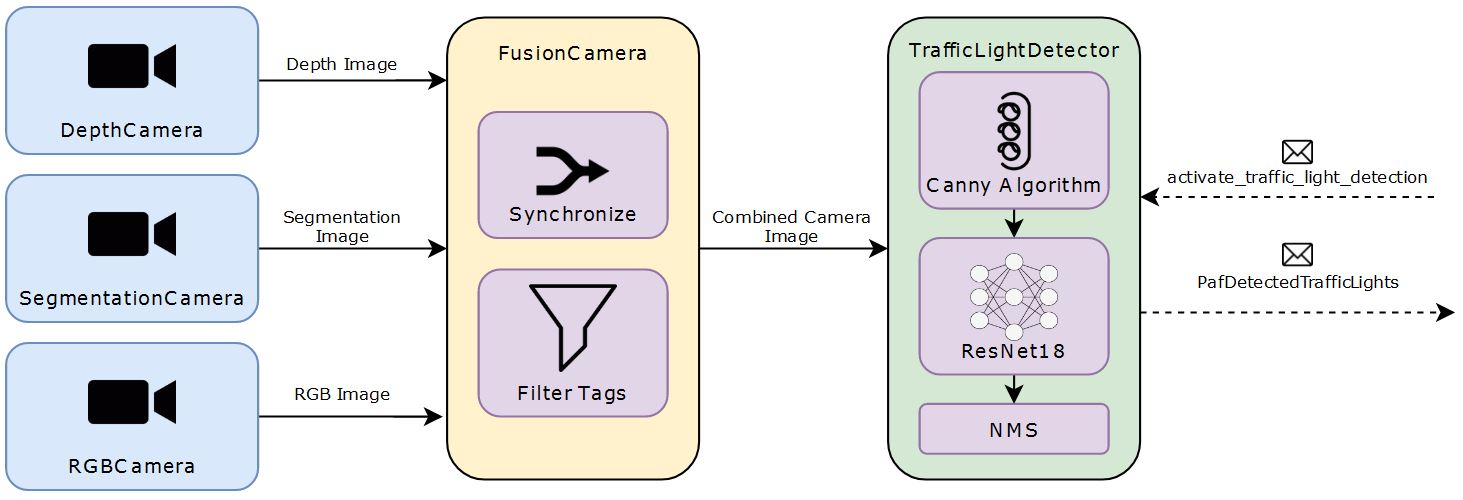 DepthCamera
Depth Image
SegmentationCamera
Segmentation
Image
RGBCamera
RGB Image
FusionCamera
Synchronize
Filter Tags
Combined Camera
Image
TrafficLightDetector
Canny Algorithm
ResNet18
NMS
activate_traffic_light_detection
PafDetectedTrafficLights